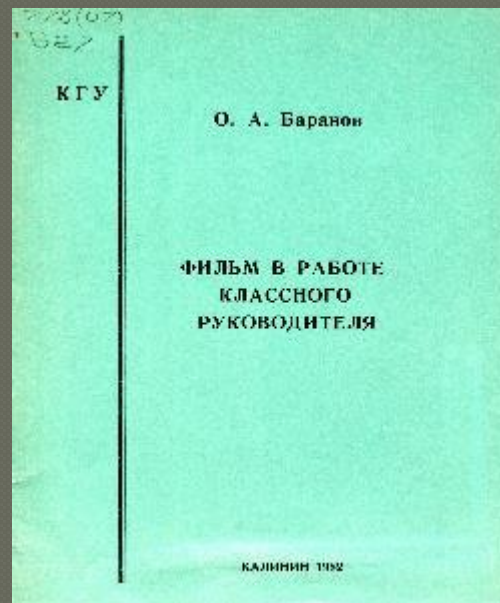 КГУ
О. А. Баранов
ФИЛЬМ В РАБОТЕ
КЛАССНОГО
РУКОВОДИТЕЛЯ
КАЛИНИН 1982